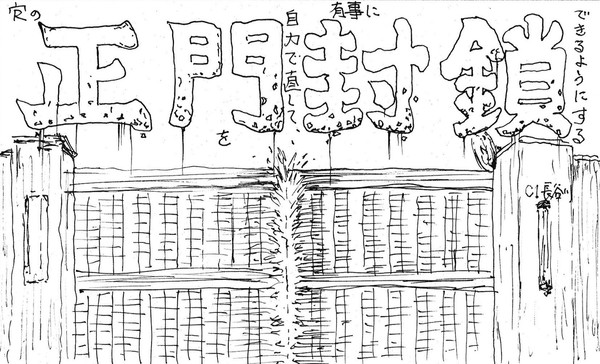 の
正門
を
自力で直して、
有事に
封鎖
できるようにする
C1長谷川